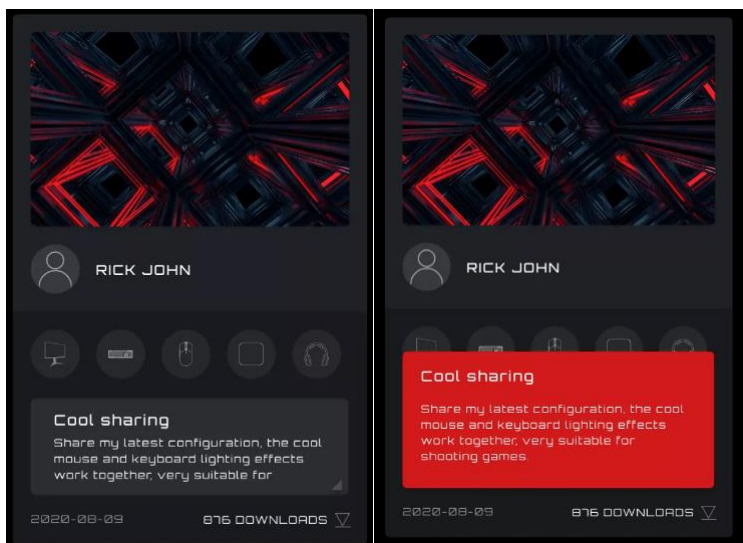 RICK JOHN
Cool sharing
Share my latest configuration, the cool
mouse and keyboard lighting effects
work together, very suitable for
2020-08-09
876 DOWNLOADS
RICK JOHN
Cool sharing
Share my latest configuration, the cool
mouse and keyboard lighting effects
work together, very suitable for
shooting games.
2020-08-09
876 DOWNLOADS